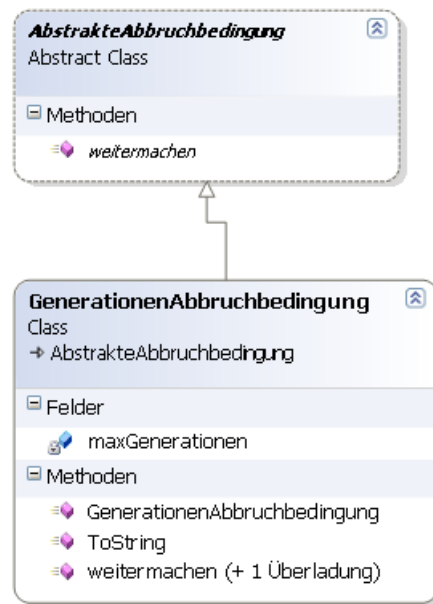 AbstrakteAbbruchbedingung
Abstract Class
Methoden
weitermachen
GenerationenAbbruchbedingung
Class
AbstrakteAbbruchbedingung
Felder
maxGenerationen
Methoden
GenerationenAbbruchbedingung
ToString
weitermachen (+ 1 Überladung)